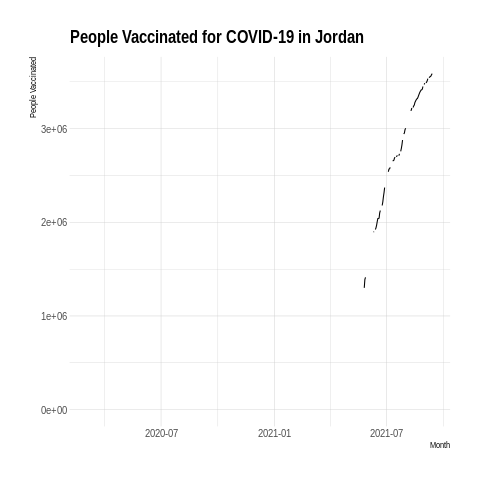 People Vaccinated for COVID-19 in Jordan
People Vaccinated
3e+06
2e+06
1e+06
0e+00
2020-07
2021-01
2021-07
Month